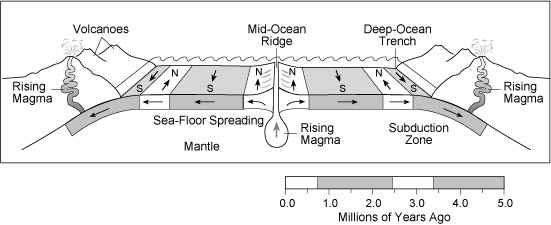 Volcanoes
Mid-Ocean
Ridge
Deep-Ocean
Trench
Rising
Magma
S
N
S
N
N
S
N
S
Rising
Magma
Sea-Floor Spreading
Rising
Magma
Subduction
Zone
Mantle
0.0 1.0 2.0 3.0 4.0 5.0
Millions of Years Ago